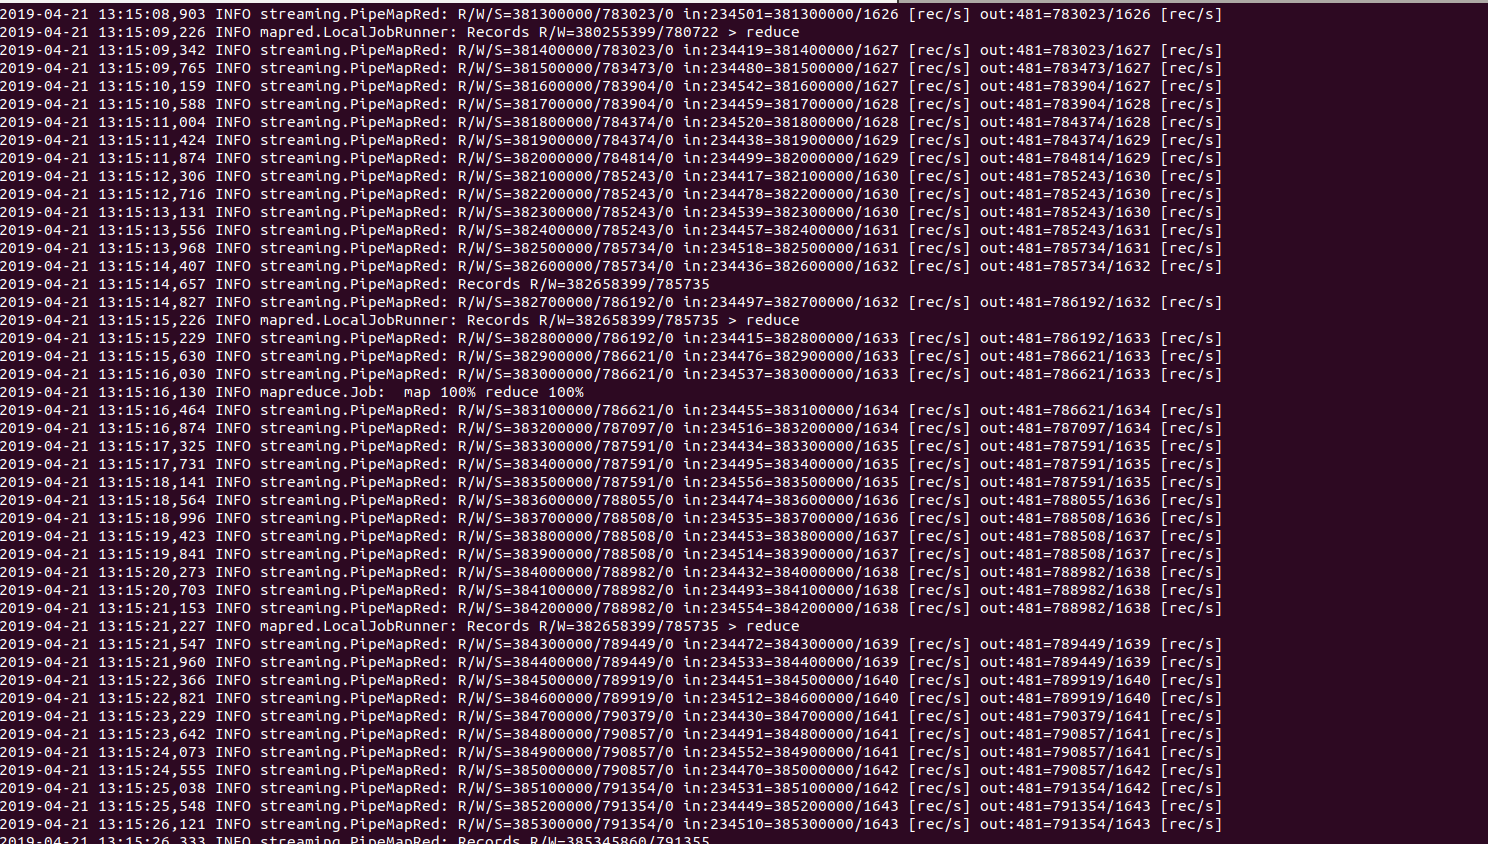 2019-04-21 13:15:08,903 INFO streaming.PipeMapRed: R/W/S=381300000/783023/0 in:234501=381300000/1626 [rec/s] out:481=783023/1626 [rec/s]
2019-04-21 13:15:09,226 INFO mapred.LocalJobRunner: Records R/W=380255399/780722 > reduce
2019-04-21 13:15:09,342 INFO streaming.PipeMapRed: R/W/S=381400000/783023/0 in:234419=381400000/1627 [rec/s] out:481=783023/1627 [rec/s]
2019-04-21 13:15:09,765 INFO streaming.PipeMapRed: R/W/S=381500000/783473/0 in:234480=381500000/1627 [rec/s] out:481=783473/1627 [rec/s]
2019-04-21 13:15:10,159 INFO streaming.PipeMapRed: R/W/S=381600000/783904/0 in:234542=381600000/1627 [rec/s] out:481=783904/1627 [rec/s]
2019-04-21 13:15:10,588 INFO streaming.PipeMapRed: R/W/S=381700000/783904/0 in:234459=381700000/1628 [rec/s] out:481=783904/1628 [rec/s]
2019-04-21 13:15:11,004 INFO streaming.PipeMapRed: R/W/S=381800000/784374/0 in:234520=381800000/1628 [rec/s] out:481=784374/1628 [rec/s]
2019-04-21 13:15:11,424 INFO streaming.PipeMapRed: R/W/S=381900000/784374/0 in:234438=381900000/1629 [rec/s] out:481=784374/1629 [rec/s]
2019-04-21 13:15:11,874 INFO streaming.PipeMapRed: R/W/S=382000000/784814/0 in:234499=382000000/1629 [rec/s] out:481=784814/1629 [rec/s]
2019-04-21 13:15:12,306 INFO streaming.PipeMapRed: R/W/S=382100000/785243/0 in:234417=382100000/1630 [rec/s] out:481=785243/1630 [rec/s]
2019-04-21 13:15:12,716 INFO streaming.PipeMapRed: R/W/S=382200000/785243/0 in:234478=382200000/1630 [rec/s] out:481=785243/1630 [rec/s]
2019-04-21 13:15:13,131 INFO streaming.PipeMapRed: R/W/S=382300000/785243/0 in:234539=382300000/1630 [rec/s] out:481=785243/1630 [rec/s]
2019-04-21 13:15:13,556 INFO streaming.PipeMapRed: R/W/S=382400000/785243/0 in:234457=382400000/1631 [rec/s] out:481=785243/1631 [rec/s]
2019-04-21 13:15:13,968 INFO streaming.PipeMapRed: R/W/S=382500000/785734/0 in:234518=382500000/1631 [rec/s] out:481=785734/1631 [rec/s]
2019-04-21 13:15:14,407 INFO streaming.PipeMapRed: R/W/S=382600000/785734/0 in:234436=382600000/1632 [rec/s] out:481=785734/1632 [rec/s]
2019-04-21 13:15:14,657 INFO streaming.PipeMapRed: Records R/W=382658399/785735
2019-04-21 13:15:14,827 INFO streaming.PipeMapRed: R/W/S=382700000/786192/0 in:234497=382700000/1632 [rec/s] out:481=786192/1632 [rec/s]
2019-04-21 13:15:15,226 INFO mapred.LocalJobRunner: Records R/W=382658399/785735 > reduce
2019-04-21 13:15:15,229 INFO streaming.PipeMapRed: R/W/S=382800000/786192/0 in:234415=382800000/1633 [rec/s] out:481=786192/1633 [rec/s]
2019-04-21 13:15:15,630 INFO streaming.PipeMapRed: R/W/S=382900000/786621/0 in:234476=382900000/1633 [rec/s] out:481=786621/1633 [rec/s]
2019-04-21 13:15:16,030 INFO streaming.PipeMapRed: R/W/S=383000000/786621/0 in:234537=383000000/1633 [rec/s] out:481=786621/1633 [rec/s]
2019-04-21 13:15:16,130 INFO mapreduce.Job:  map 100% reduce 100%
2019-04-21 13:15:16,464 INFO streaming.PipeMapRed: R/W/S=383100000/786621/0 in:234455=383100000/1634 [rec/s] out:481=786621/1634 [rec/s]
2019-04-21 13:15:16,874 INFO streaming.PipeMapRed: R/W/S=383200000/787097/0 in:234516=383200000/1634 [rec/s] out:481=787097/1634 [rec/s]
2019-04-21 13:15:17,325 INFO streaming.PipeMapRed: R/W/S=383300000/787591/0 in:234434=383300000/1635 [rec/s] out:481=787591/1635 [rec/s]
2019-04-21 13:15:17,731 INFO streaming.PipeMapRed: R/W/S=383400000/787591/0 in:234495=383400000/1635 [rec/s] out:481=787591/1635 [rec/s]
2019-04-21 13:15:18,141 INFO streaming.PipeMapRed: R/W/S=383500000/787591/0 in:234556=383500000/1635 [rec/s] out:481=787591/1635 [rec/s]
2019-04-21 13:15:18,564 INFO streaming.PipeMapRed: R/W/S=383600000/788055/0 in:234474=383600000/1636 [rec/s] out:481=788055/1636 [rec/s]
2019-04-21 13:15:18,996 INFO streaming.PipeMapRed: R/W/S=383700000/788508/0 in:234535=383700000/1636 [rec/s] out:481=788508/1636 [rec/s]
2019-04-21 13:15:19,423 INFO streaming.PipeMapRed: R/W/S=383800000/788508/0 in:234453=383800000/1637 [rec/s] out:481=788508/1637 [rec/s]
2019-04-21 13:15:19,841 INFO streaming.PipeMapRed: R/W/S=383900000/788508/0 in:234514=383900000/1637 [rec/s] out:481=788508/1637 [rec/s]
2019-04-21 13:15:20,273 INFO streaming.PipeMapRed: R/W/S=384000000/788982/0 in:234432=384000000/1638 [rec/s] out:481=788982/1638 [rec/s]
2019-04-21 13:15:20,703 INFO streaming.PipeMapRed: R/W/S=384100000/788982/0 in:234493=384100000/1638 [rec/s] out:481=788982/1638 [rec/s]
2019-04-21 13:15:21,153 INFO streaming.PipeMapRed: R/W/S=384200000/788982/0 in:234554=384200000/1638 [rec/s] out:481=788982/1638 [rec/s]
2019-04-21 13:15:21,227 INFO mapred.LocalJobRunner: Records R/W=382658399/785735 > reduce
2019-04-21 13:15:21,547 INFO streaming.PipeMapRed: R/W/S=384300000/789449/0 in:234472=384300000/1639 [rec/s] out:481=789449/1639 [rec/s]
2019-04-21 13:15:21,960 INFO streaming.PipeMapRed: R/W/S=384400000/789449/0 in:234533=384400000/1639 [rec/s] out:481=789449/1639 [rec/s]
2019-04-21 13:15:22,366 INFO streaming.PipeMapRed: R/W/S=384500000/789919/0 in:234451=384500000/1640 [rec/s] out:481=789919/1640 [rec/s]
2019-04-21 13:15:22,821 INFO streaming.PipeMapRed: R/W/S=384600000/789919/0 in:234512=384600000/1640 [rec/s] out:481=789919/1640 [rec/s]
2019-04-21 13:15:23,229 INFO streaming.PipeMapRed: R/W/S=384700000/790379/0 in:234430=384700000/1641 [rec/s] out:481=790379/1641 [rec/s]
2019-04-21 13:15:23,642 INFO streaming.PipeMapRed: R/W/S=384800000/790857/0 in:234491=384800000/1641 [rec/s] out:481=790857/1641 [rec/s]
2019-04-21 13:15:24,073 INFO streaming.PipeMapRed: R/W/S=384900000/790857/0 in:234552=384900000/1641 [rec/s] out:481=790857/1641 [rec/s]
2019-04-21 13:15:24,555 INFO streaming.PipeMapRed: R/W/S=385000000/790857/0 in:234470=385000000/1642 [rec/s] out:481=790857/1642 [rec/s]
2019-04-21 13:15:25,038 INFO streaming.PipeMapRed: R/W/S=385100000/791354/0 in:234531=385100000/1642 [rec/s] out:481=791354/1642 [rec/s]
2019-04-21 13:15:25,548 INFO streaming.PipeMapRed: R/W/S=385200000/791354/0 in:234449=385200000/1643 [rec/s] out:481=791354/1643 [rec/s]
2019-04-21 13:15:26,121 INFO streaming.PipeMapRed: R/W/S=385300000/791354/0 in:234510=385300000/1643 [rec/s] out:481=791354/1643 [rec/s]
2019-04-21 13:15:26,333 INFO streaming.PipeMapRed: Records R/W=385345860/791355